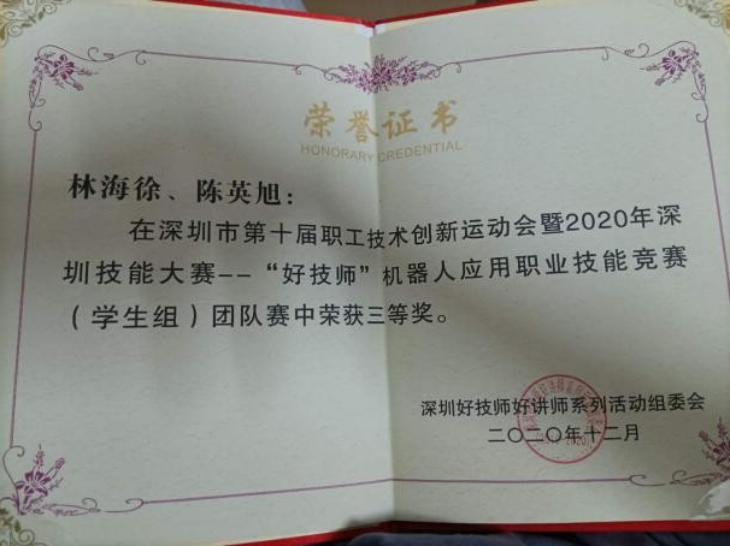 荣誉证书
HONORARY CREDENTIAL
林海徐、陈英旭：
在深圳市第十届职工技术创新运动会暨2020年深
圳技能大赛--“好技师”机器人应用职业技能竞赛
（学生组）团队赛中荣获三等奖。
深圳好技师好讲师系列活动组委会
二〇二〇年十二月